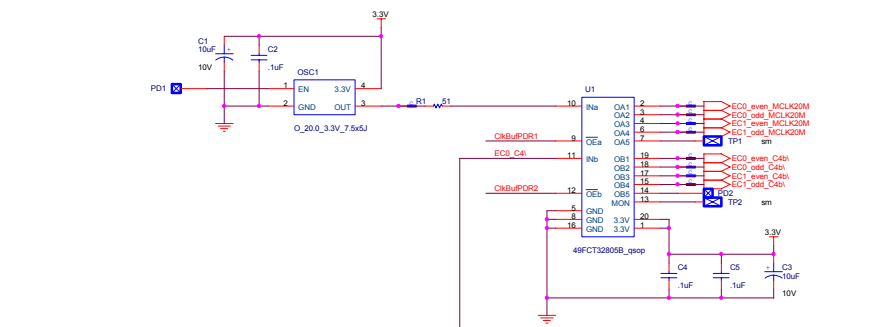 3.3V
C1
10uF
+
10V
C2
.1uF
OSC1
PD1
1 EN 3.3V 4
2 GND OUT 3
O_20.0_3.3V_7.5x5J
R1 51
U1
10 INa OA1 2 EC0_even_MCLK20M
OA2 3 EC0_odd_MCLK20M
OA3 4 EC1_even_MCLK20M
OA4 6 EC1_odd_MCLK20M
ClkBufPDR1 9 OEa OA5 7 TP1 sm
EC0_C4\ 11 INb OB1 19 EC0_even_C4b\
OB2 18 EC0_odd_C4b\
OB3 17 EC1_even_C4b\
OB4 15 EC1_odd_C4b\
ClkBufPDR2 12 OEb OB5 14 PD2
MON 13 TP2 sm
5 GND
8 GND 3.3V 20
16 GND 3.3V 1
49FCT32805B_qsop
3.3V
C4
.1uF
C5
.1uF
+
C3
10uF
10V